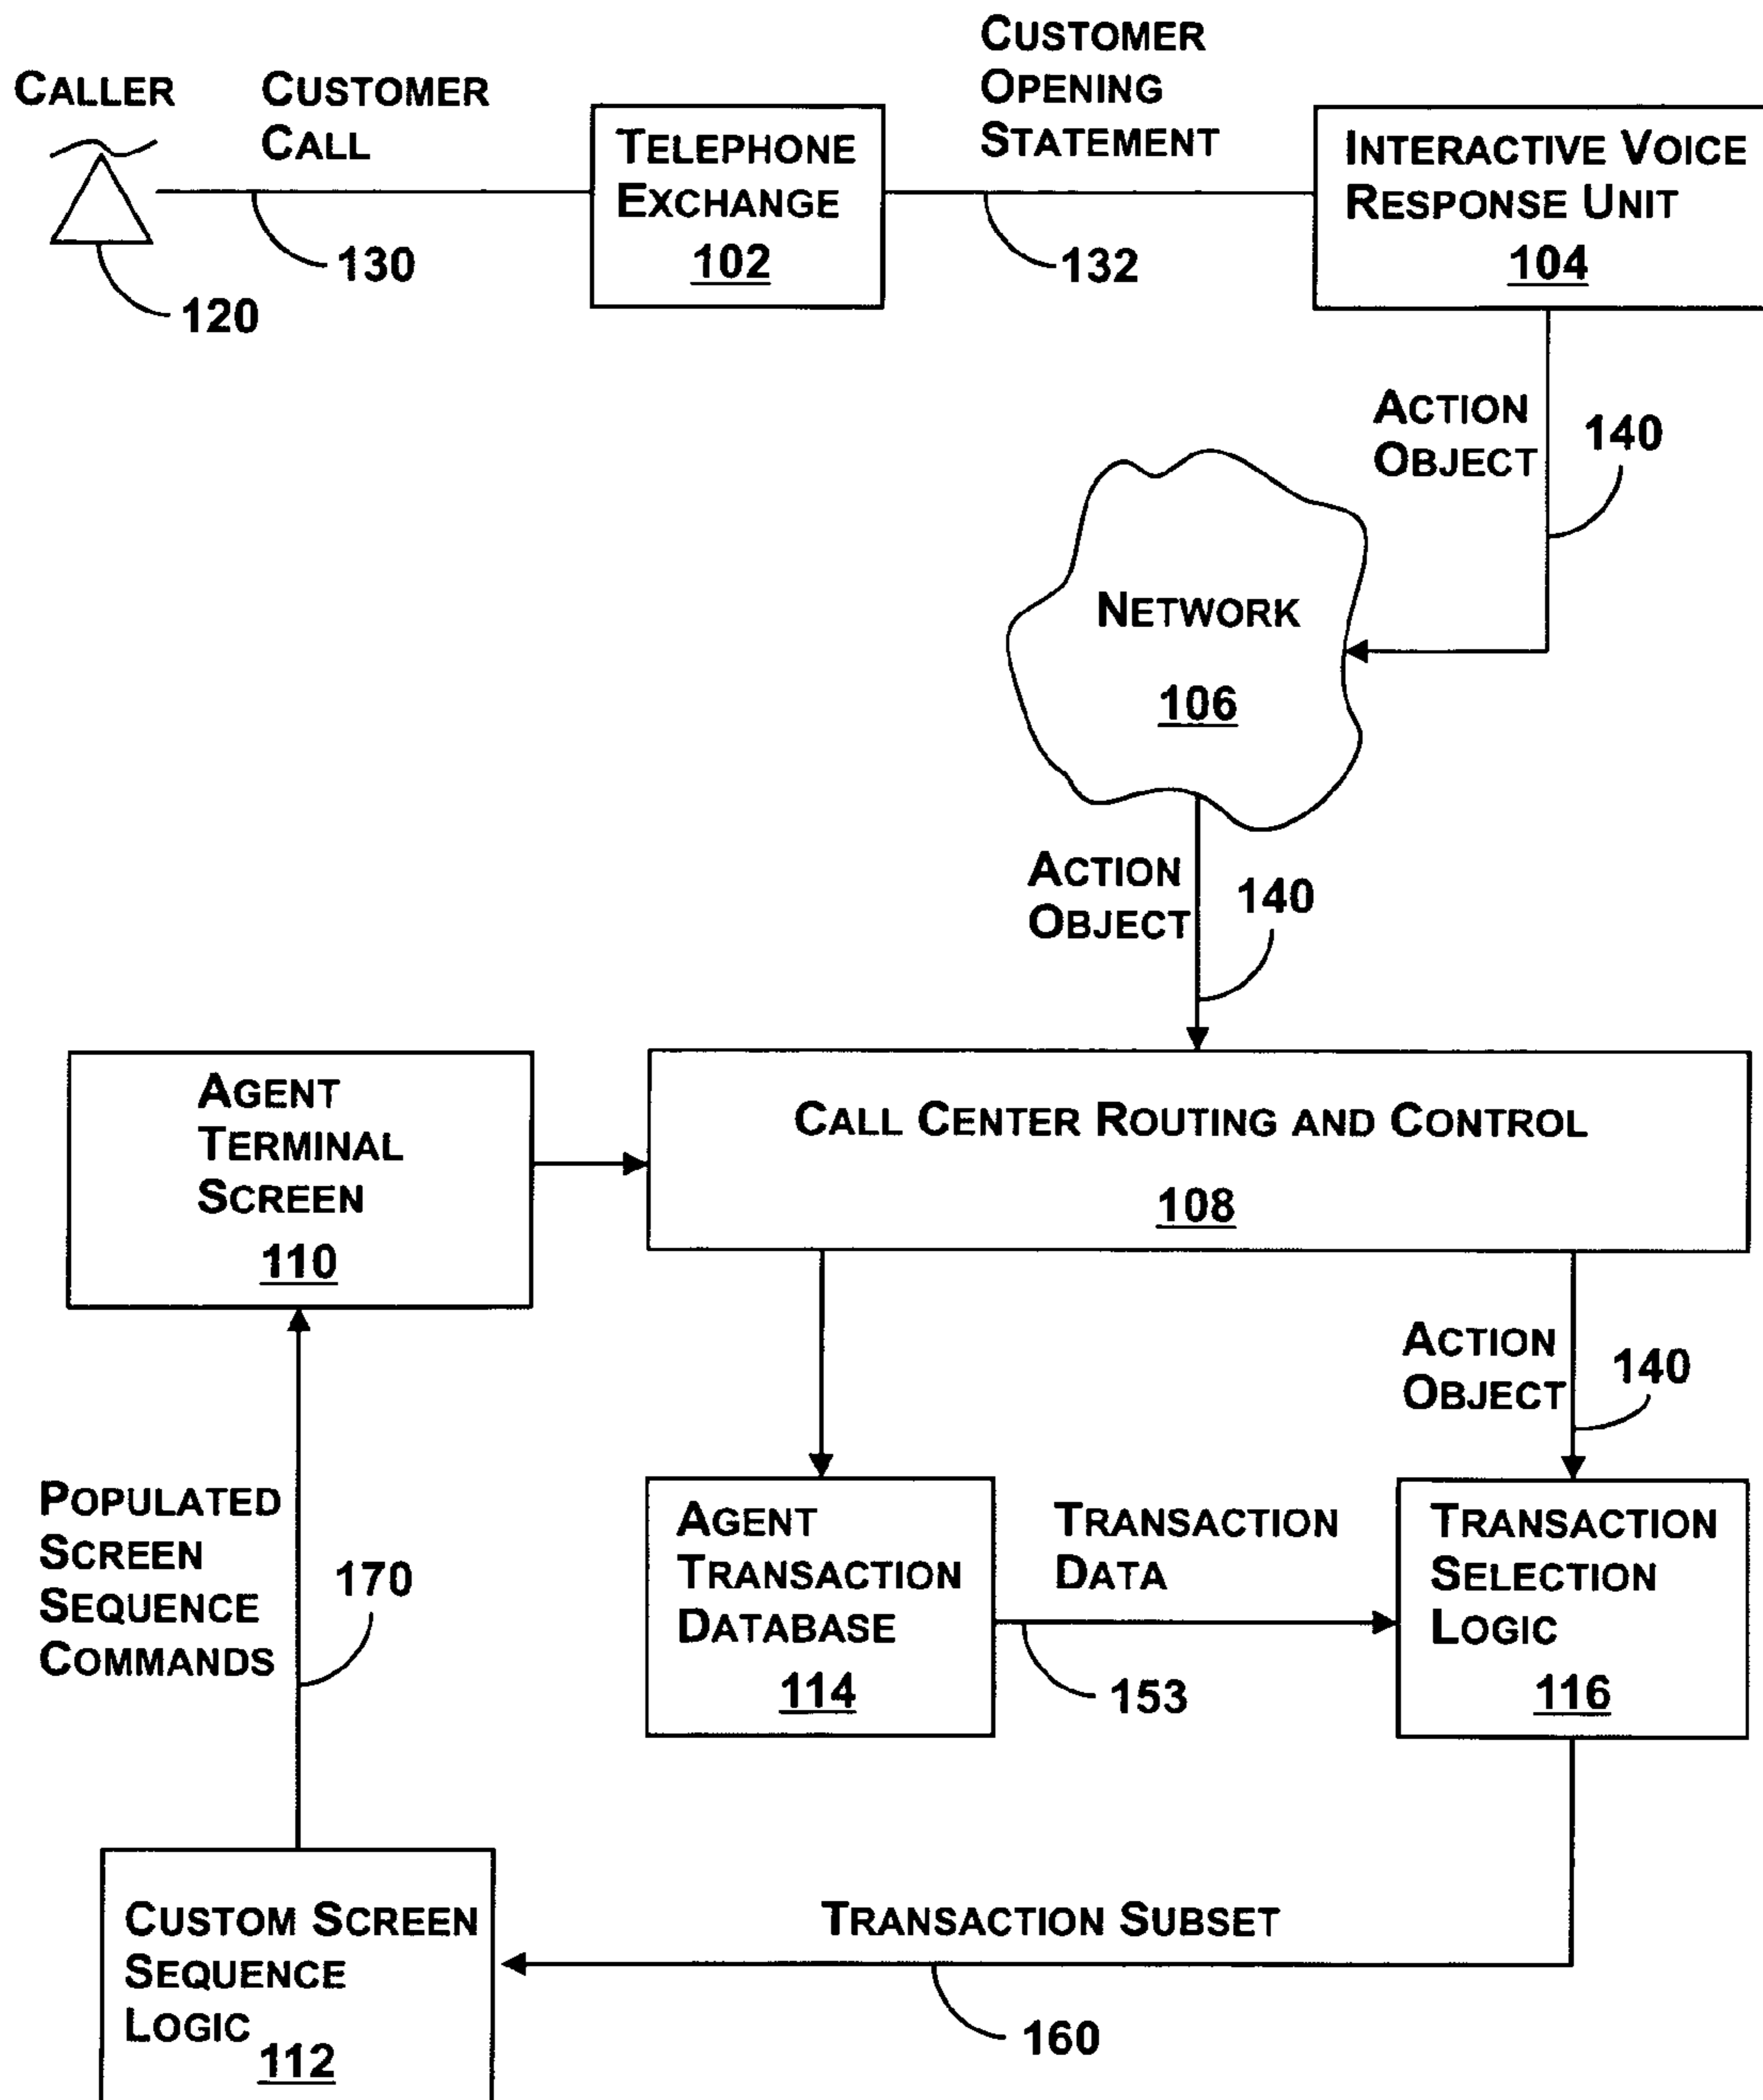 CALLER
CUSTOMER
CALL
130
120
TELEPHONE
EXCHANGE
102
CUSTOMER
OPENING
STATEMENT
132
INTERACTIVE VOICE
RESPONSE UNIT
104
ACTION
OBJECT
140
NETWORK
106
ACTION
OBJECT
140
AGENT
TERMINAL
SCREEN
110
CALL CENTER ROUTING AND CONTROL
108
ACTION
OBJECT
140
POPULATED
SCREEN
SEQUENCE
COMMANDS
170
AGENT
TRANSACTION
DATABASE
114
TRANSACTION
DATA
153
TRANSACTION
SELECTION
LOGIC
116
CUSTOM SCREEN
SEQUENCE
LOGIC
112
TRANSACTION SUBSET
160